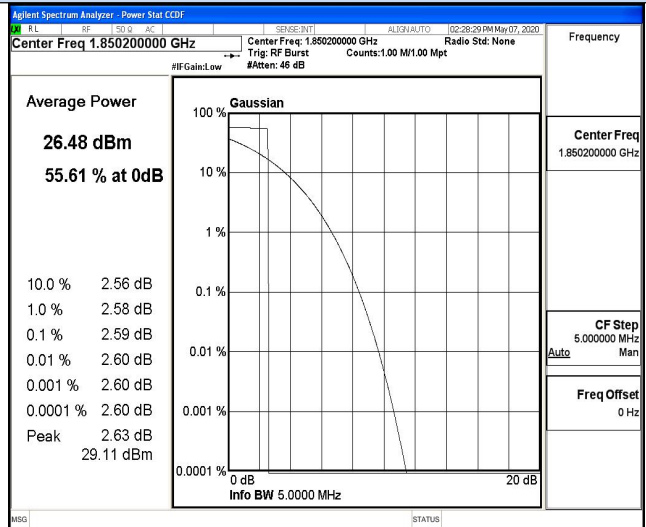 Agilent Spectrum Analyzer - Power Stat CCDF
LXI RL RF 50 Ω AC SENSE:INT ALIGNAUTO 02:28:29 PM May 07, 2020
Center Freq 1.850200000 GHz
Center Freq: 1.850200000 GHz Radio Std: None
Trig: RF Burst Counts:1.00 M/1.00 Mpt
#IFGain:Low #Atten: 46 dB
Frequency
Average Power
26.48 dBm
55.61 % at 0dB
10.0 % 2.56 dB
1.0 % 2.58 dB
0.1 % 2.59 dB
0.01 % 2.60 dB
0.001 % 2.60 dB
0.0001 % 2.60 dB
Peak 2.63 dB
29.11 dBm
Gaussian
100 %
10 %
1 %
0.1 %
0.01 %
0.001 %
0.0001 %
0 dB 20 dB
Info BW 5.0000 MHz
Center Freq
1.850200000 GHz
CF Step
5.000000 MHz
Auto Man
Freq Offset
0 Hz
MSG STATUS